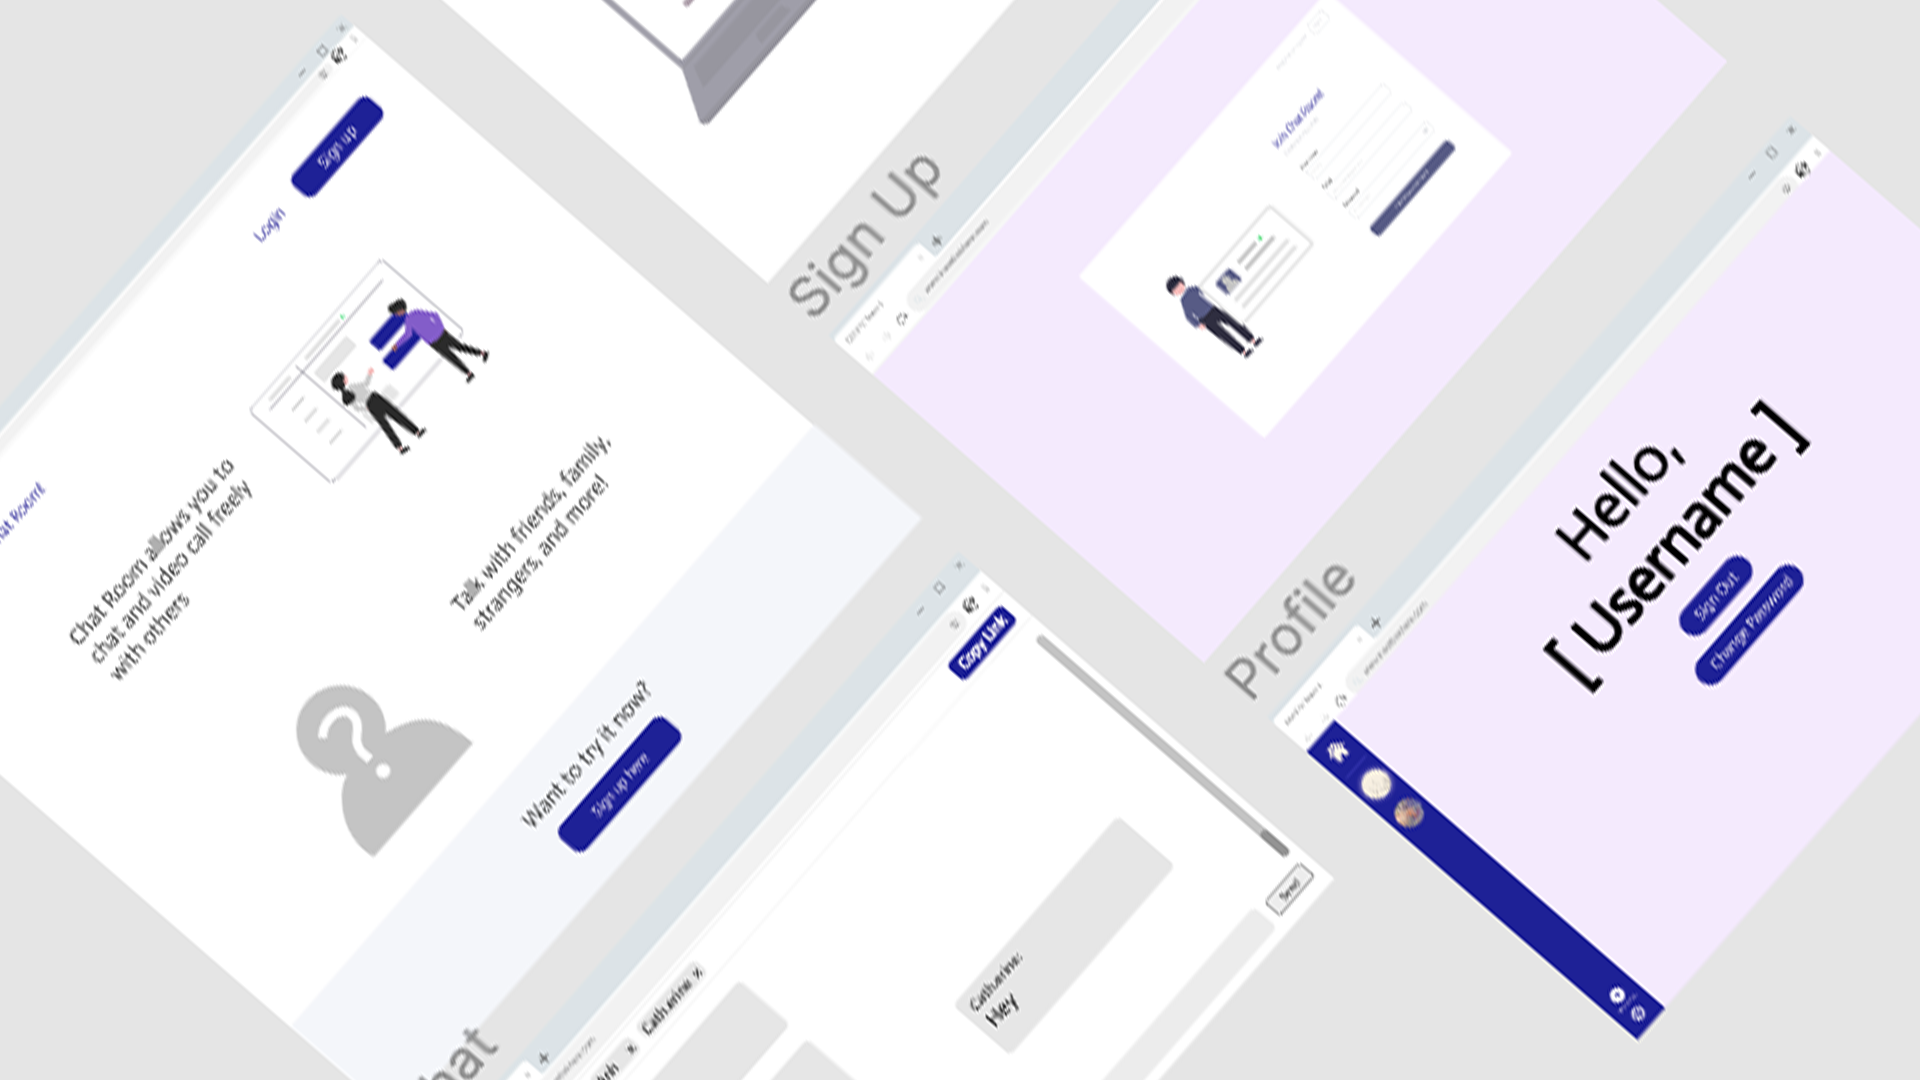 Sign up
Login
at Room!
Chat Room allows you to
chat and video call freely
with others
Talk with friends, family,
strangers, and more!
Want to try it now?
Sign up here
Sign Up
Join Chat Room!
hat
Catherine x
x
Copy Link
Catherine:
Hey
Send
Profile
Hello,
[ Username ]
Sign Out
Change Password